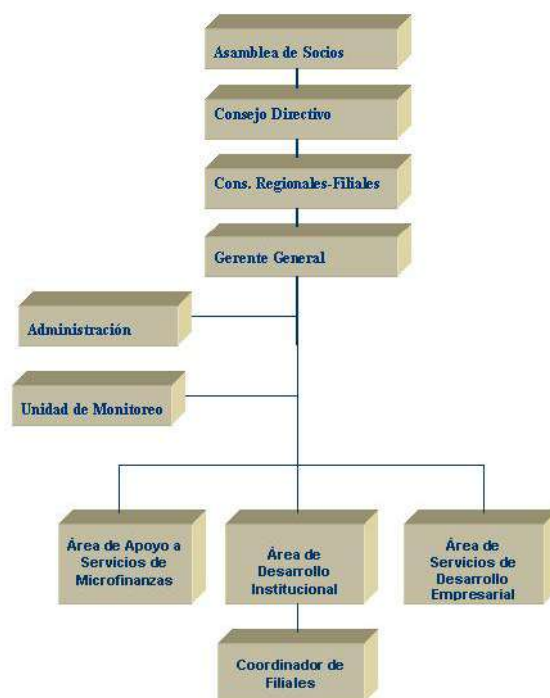 Asamblea de Socios
Consejo Directivo
Cons. Regionales-Filiales
Gerente General
Administración
Unidad de Monitoreo
Área de Apoyo a
Servicios de
Microfinanzas
Área de
Desarrollo
Institucional
Área de
Servicios de
Desarrollo
Empresarial
Coordinador de
Filiales